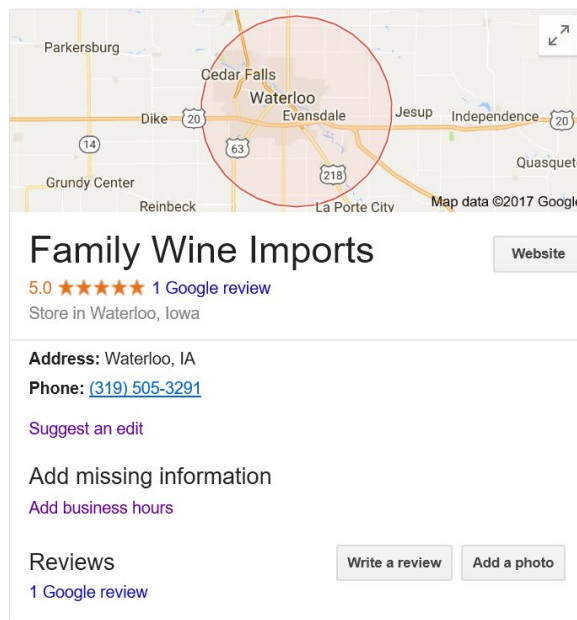 Parkersburg
Cedar Falls
Waterloo
Dike 20 Evansdale Jesup Independence 20
14
63
Quasquet
Grundy Center 218
Reinbeck La Porte City Map data ©2017 Google
Family Wine Imports
Website
5.0 ★★★★★ 1 Google review
Store in Waterloo, Iowa
Address: Waterloo, IA
Phone: (319) 505-3291
Suggest an edit
Add missing information
Add business hours
Reviews Write a review Add a photo
1 Google review